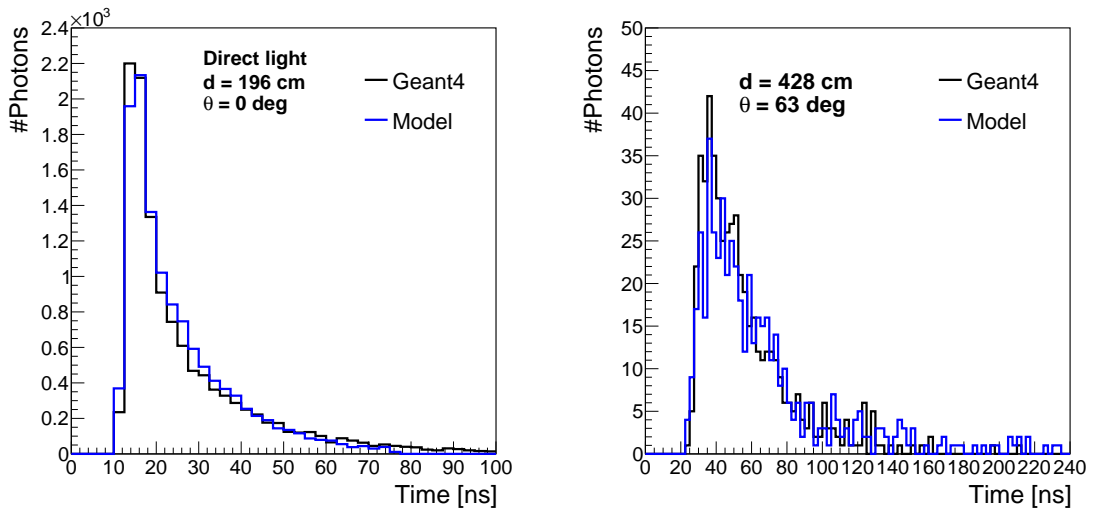 ×10³
#Photons
2.4
2.2
2
1.8
1.6
1.4
1.2
1
0.8
0.6
0.4
0.2
0
Direct light
d = 196 cm
θ = 0 deg
Geant4
Model
0 10 20 30 40 50 60 70 80 90 100
Time [ns]
#Photons
50
45
40
35
30
25
20
15
10
5
0
d = 428 cm
θ = 63 deg
Geant4
Model
0 20 40 60 80 100 120 140 160 180 200 220 240
Time [ns]